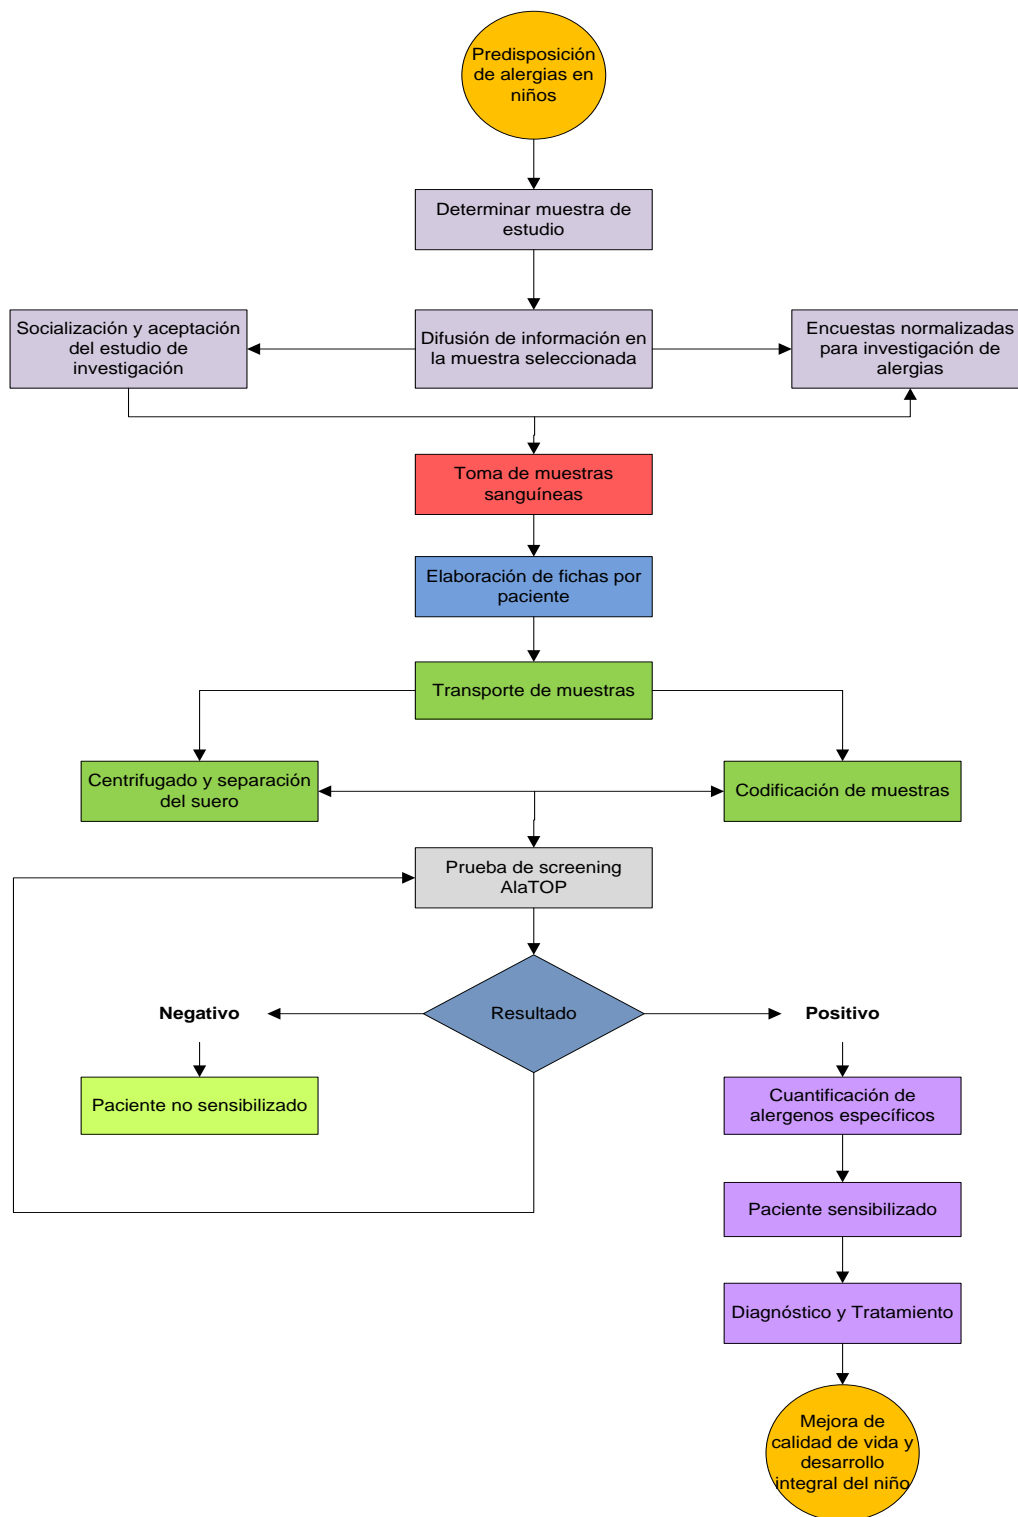 Predisposición
de alergias en
niños
Determinar muestra de
estudio
Socialización y aceptación
del estudio de
investigación
Difusión de información en
la muestra seleccionada
Encuestas normalizadas
para investigación de
alergias
Toma de muestras
sanguíneas
Elaboración de fichas por
paciente
Transporte de muestras
Centrifugado y separación
del suero
Codificación de muestras
Prueba de screening
AlaTOP
Negativo
Resultado
Positivo
Paciente no sensibilizado
Cuantificación de
alergenos específicos
Paciente sensibilizado
Diagnóstico y Tratamiento
Mejora de
calidad de vida y
desarrollo
integral del niño